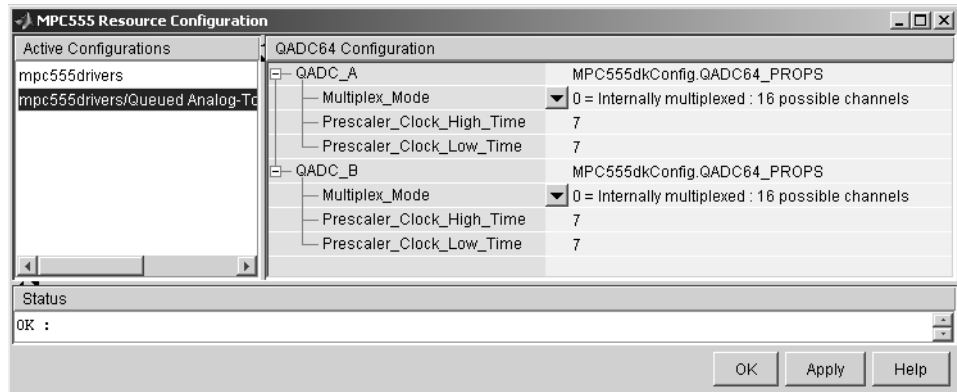 MPC555 Resource Configuration
Active Configurations
mpc555drivers
mpc555drivers/Queued Analog-To
QADC64 Configuration
QADC_A MPC555dkConfig.QADC64_PROPS
Multiplex_Mode 0 = Internally multiplexed : 16 possible channels
Prescaler_Clock_High_Time 7
Prescaler_Clock_Low_Time 7
QADC_B MPC555dkConfig.QADC64_PROPS
Multiplex_Mode 0 = Internally multiplexed : 16 possible channels
Prescaler_Clock_High_Time 7
Prescaler_Clock_Low_Time 7
Status
OK :
OK Apply Help